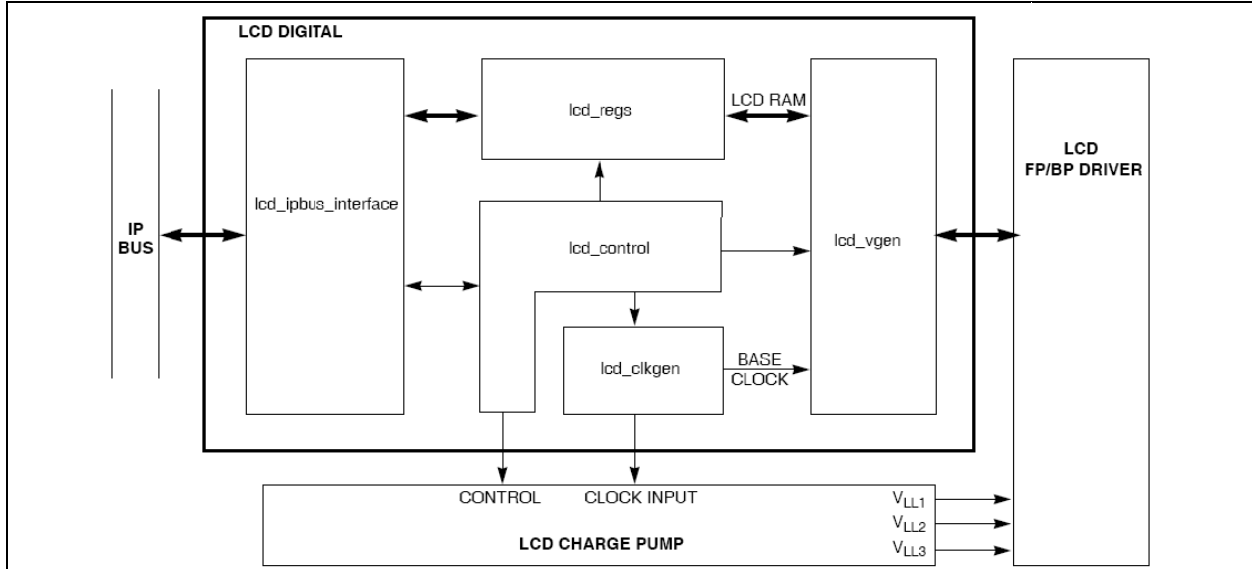 LCD DIGITAL
lcd_regs
LCD RAM
LCD
FP/BP DRIVER
lcd_ipbus_interface
IP
BUS
lcd_control
lcd_vgen
lcd_clkgen
BASE
CLOCK
CONTROL
CLOCK INPUT
VLL1
VLL2
VLL3
LCD CHARGE PUMP